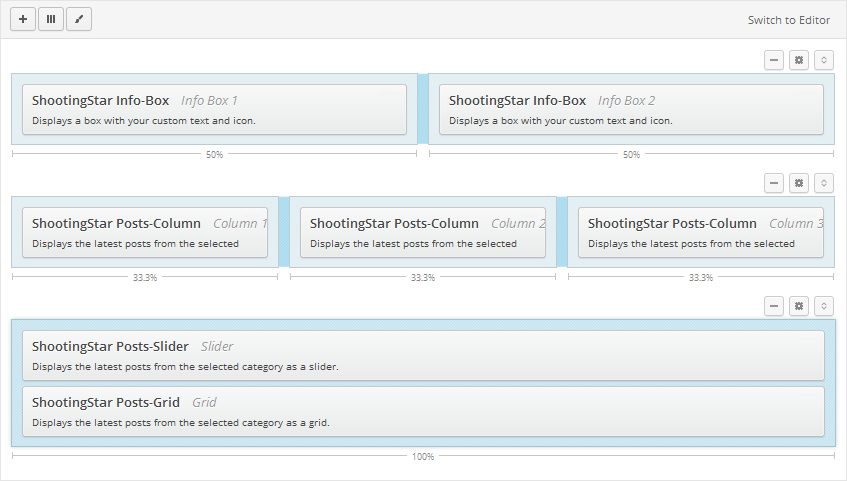 Switch to Editor
ShootingStar Info-Box Info Box 1
Displays a box with your custom text and icon.
ShootingStar Info-Box Info Box 2
Displays a box with your custom text and icon.
50%
50%
ShootingStar Posts-Column Column 1
Displays the latest posts from the selected
ShootingStar Posts-Column Column 2
Displays the latest posts from the selected
ShootingStar Posts-Column Column 3
Displays the latest posts from the selected
33.3%
33.3%
33.3%
ShootingStar Posts-Slider Slider
Displays the latest posts from the selected category as a slider.
ShootingStar Posts-Grid Grid
Displays the latest posts from the selected category as a grid.
100%